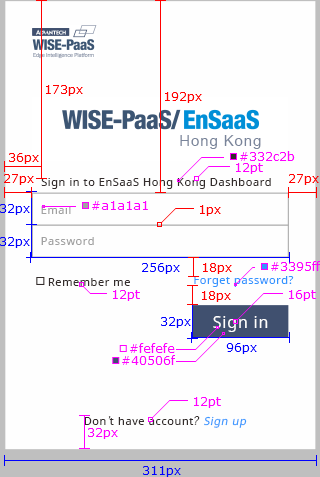 ADVANTECH
WISE-PaaS
Edge Intelligence Platform
173px
192px
WISE-PaaS/ EnSaaS
Hong Kong
36px
#332c2b
12pt
27px
Sign in to EnSaaS Hong Kong Dashboard
27px
32px
Email
#a1a1a1
1px
32px
Password
256px
18px
#3395ff
Remember me
Forget password?
12pt
18px
16pt
32px
Sign in
#fefefe
96px
#40506f
12pt
Don't have account? Sign up
32px
311px